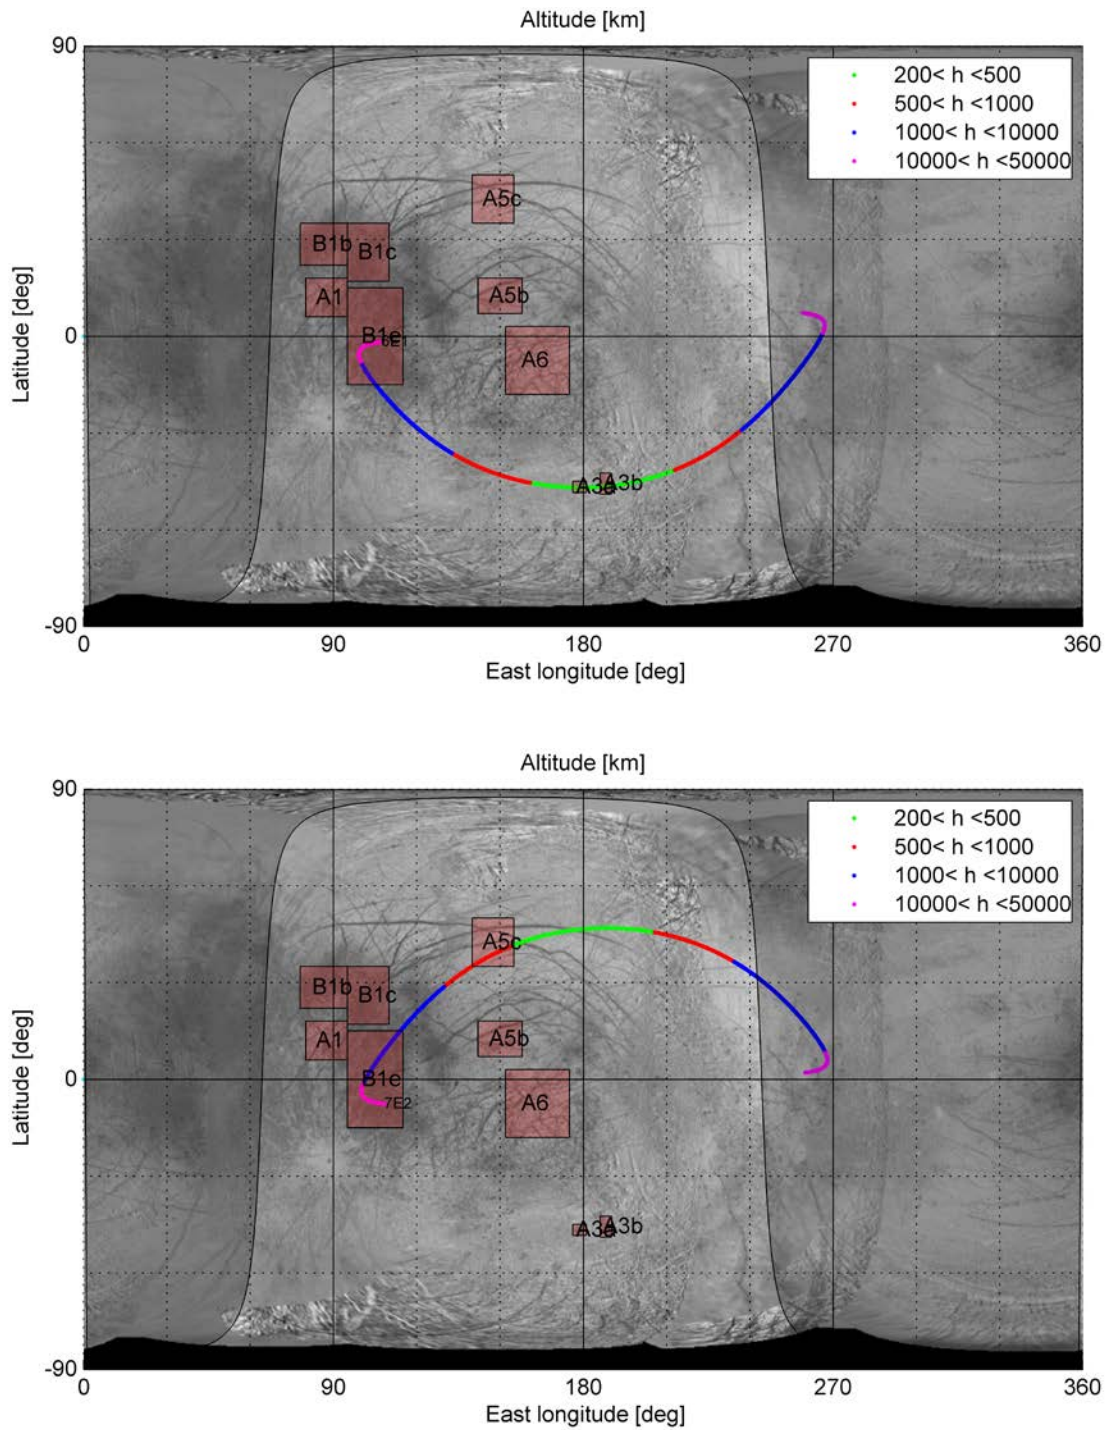 Altitude [km]
90
200< h <500
500< h <1000
1000< h <10000
10000< h <50000
A5c
B1b
B1c
A1
A5b
0
B1e
6E1
A6
A3b
-90
0
90
180
270
360
East longitude [deg]
Latitude [deg]
Altitude [km]
90
200< h <500
500< h <1000
1000< h <10000
10000< h <50000
A5c
B1b
B1c
A1
A5b
0
B1e
7E2
A6
A3b
-90
0
90
180
270
360
East longitude [deg]
Latitude [deg]